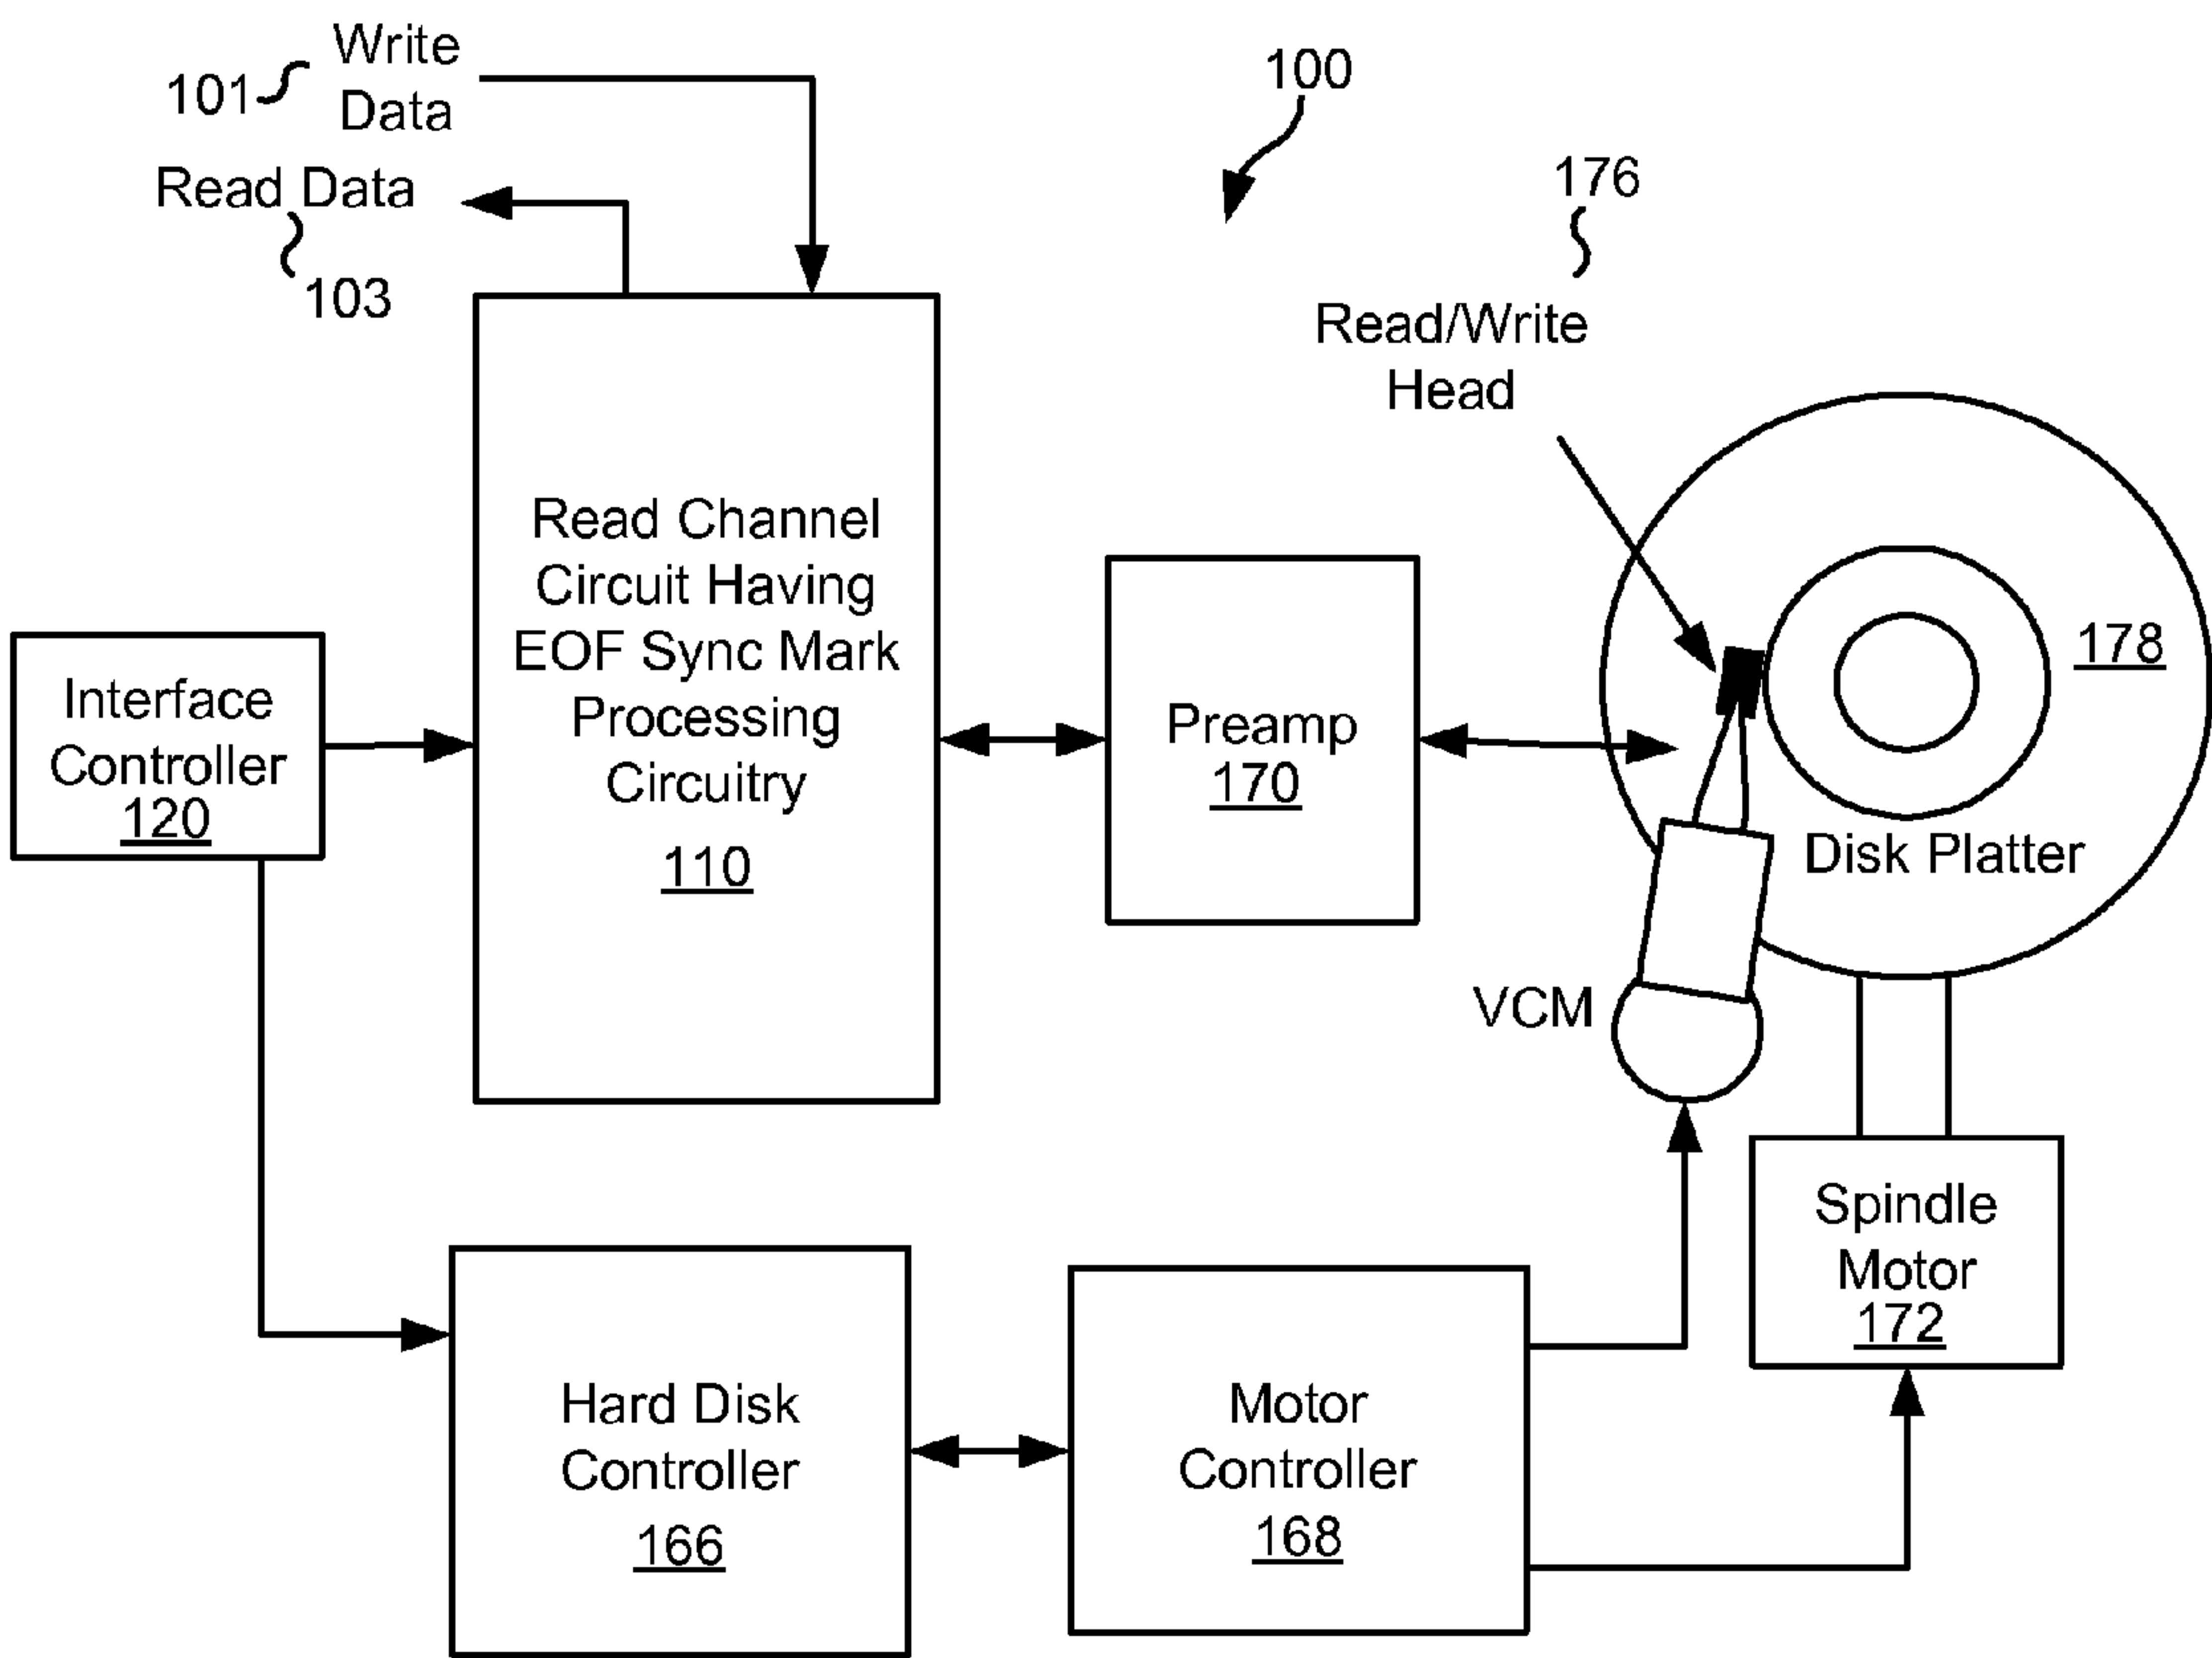 Write
Data
101
Read Data
103
100
176
Read/Write
Head
Read Channel
Circuit Having
EOF Sync Mark
Processing
Circuitry
110
Interface
Controller
120
Preamp
170
178
Disk Platter
VCM
Spindle
Motor
172
Hard Disk
Controller
166
Motor
Controller
168